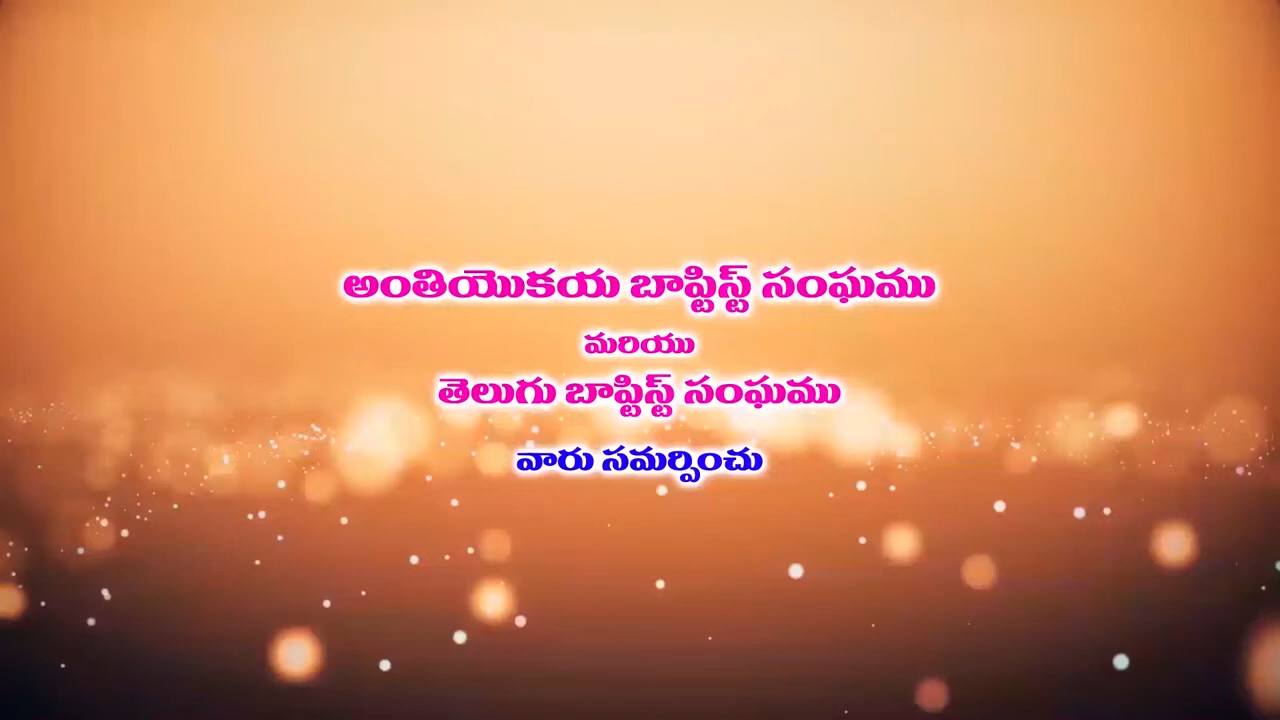 అంతియొకయ బాప్టిస్ట్ సంఘము
మరియు
తెలుగు బాప్టిస్ట్ సంఘము
వారు సమర్పించు